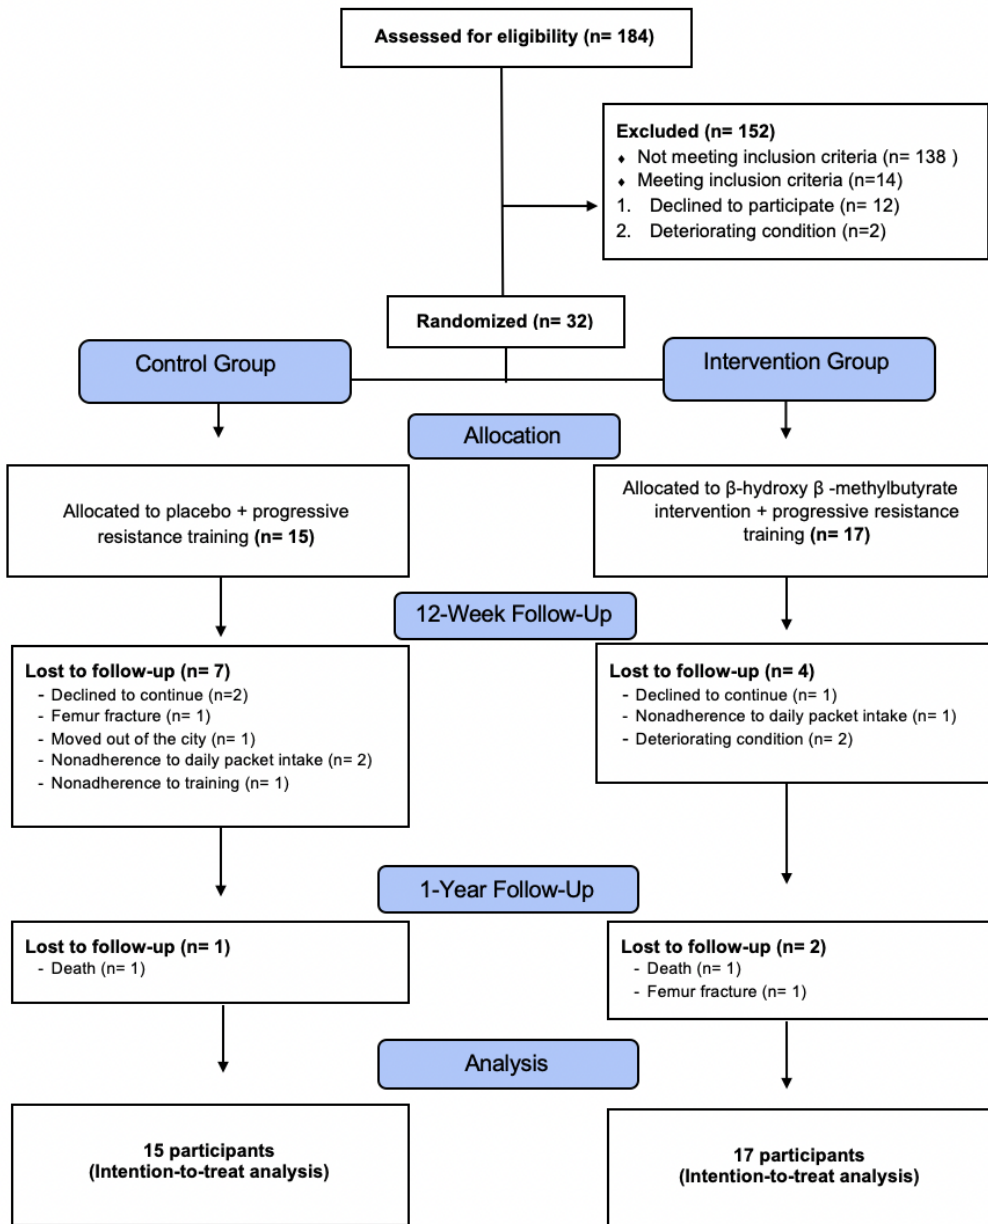 Assessed for eligibility (n= 184)
Excluded (n= 152)
⬧ Not meeting inclusion criteria (n= 138 )
⬧ Meeting inclusion criteria (n=14)
1. Declined to participate (n= 12)
2. Deteriorating condition (n=2)
Randomized (n= 32)
Control Group
Intervention Group
Allocation
Allocated to placebo + progressive
resistance training (n= 15)
Allocated to β-hydroxy β -methylbutyrate
intervention + progressive resistance
training (n= 17)
12-Week Follow-Up
Lost to follow-up (n= 7)
- Declined to continue (n=2)
- Femur fracture (n= 1)
- Moved out of the city (n= 1)
- Nonadherence to daily packet intake (n= 2)
- Nonadherence to training (n= 1)
Lost to follow-up (n= 4)
- Declined to continue (n= 1)
- Nonadherence to daily packet intake (n= 1)
- Deteriorating condition (n= 2)
1-Year Follow-Up
Lost to follow-up (n= 1)
- Death (n= 1)
Lost to follow-up (n= 2)
- Death (n= 1)
- Femur fracture (n= 1)
Analysis
15 participants
(Intention-to-treat analysis)
17 participants
(Intention-to-treat analysis)